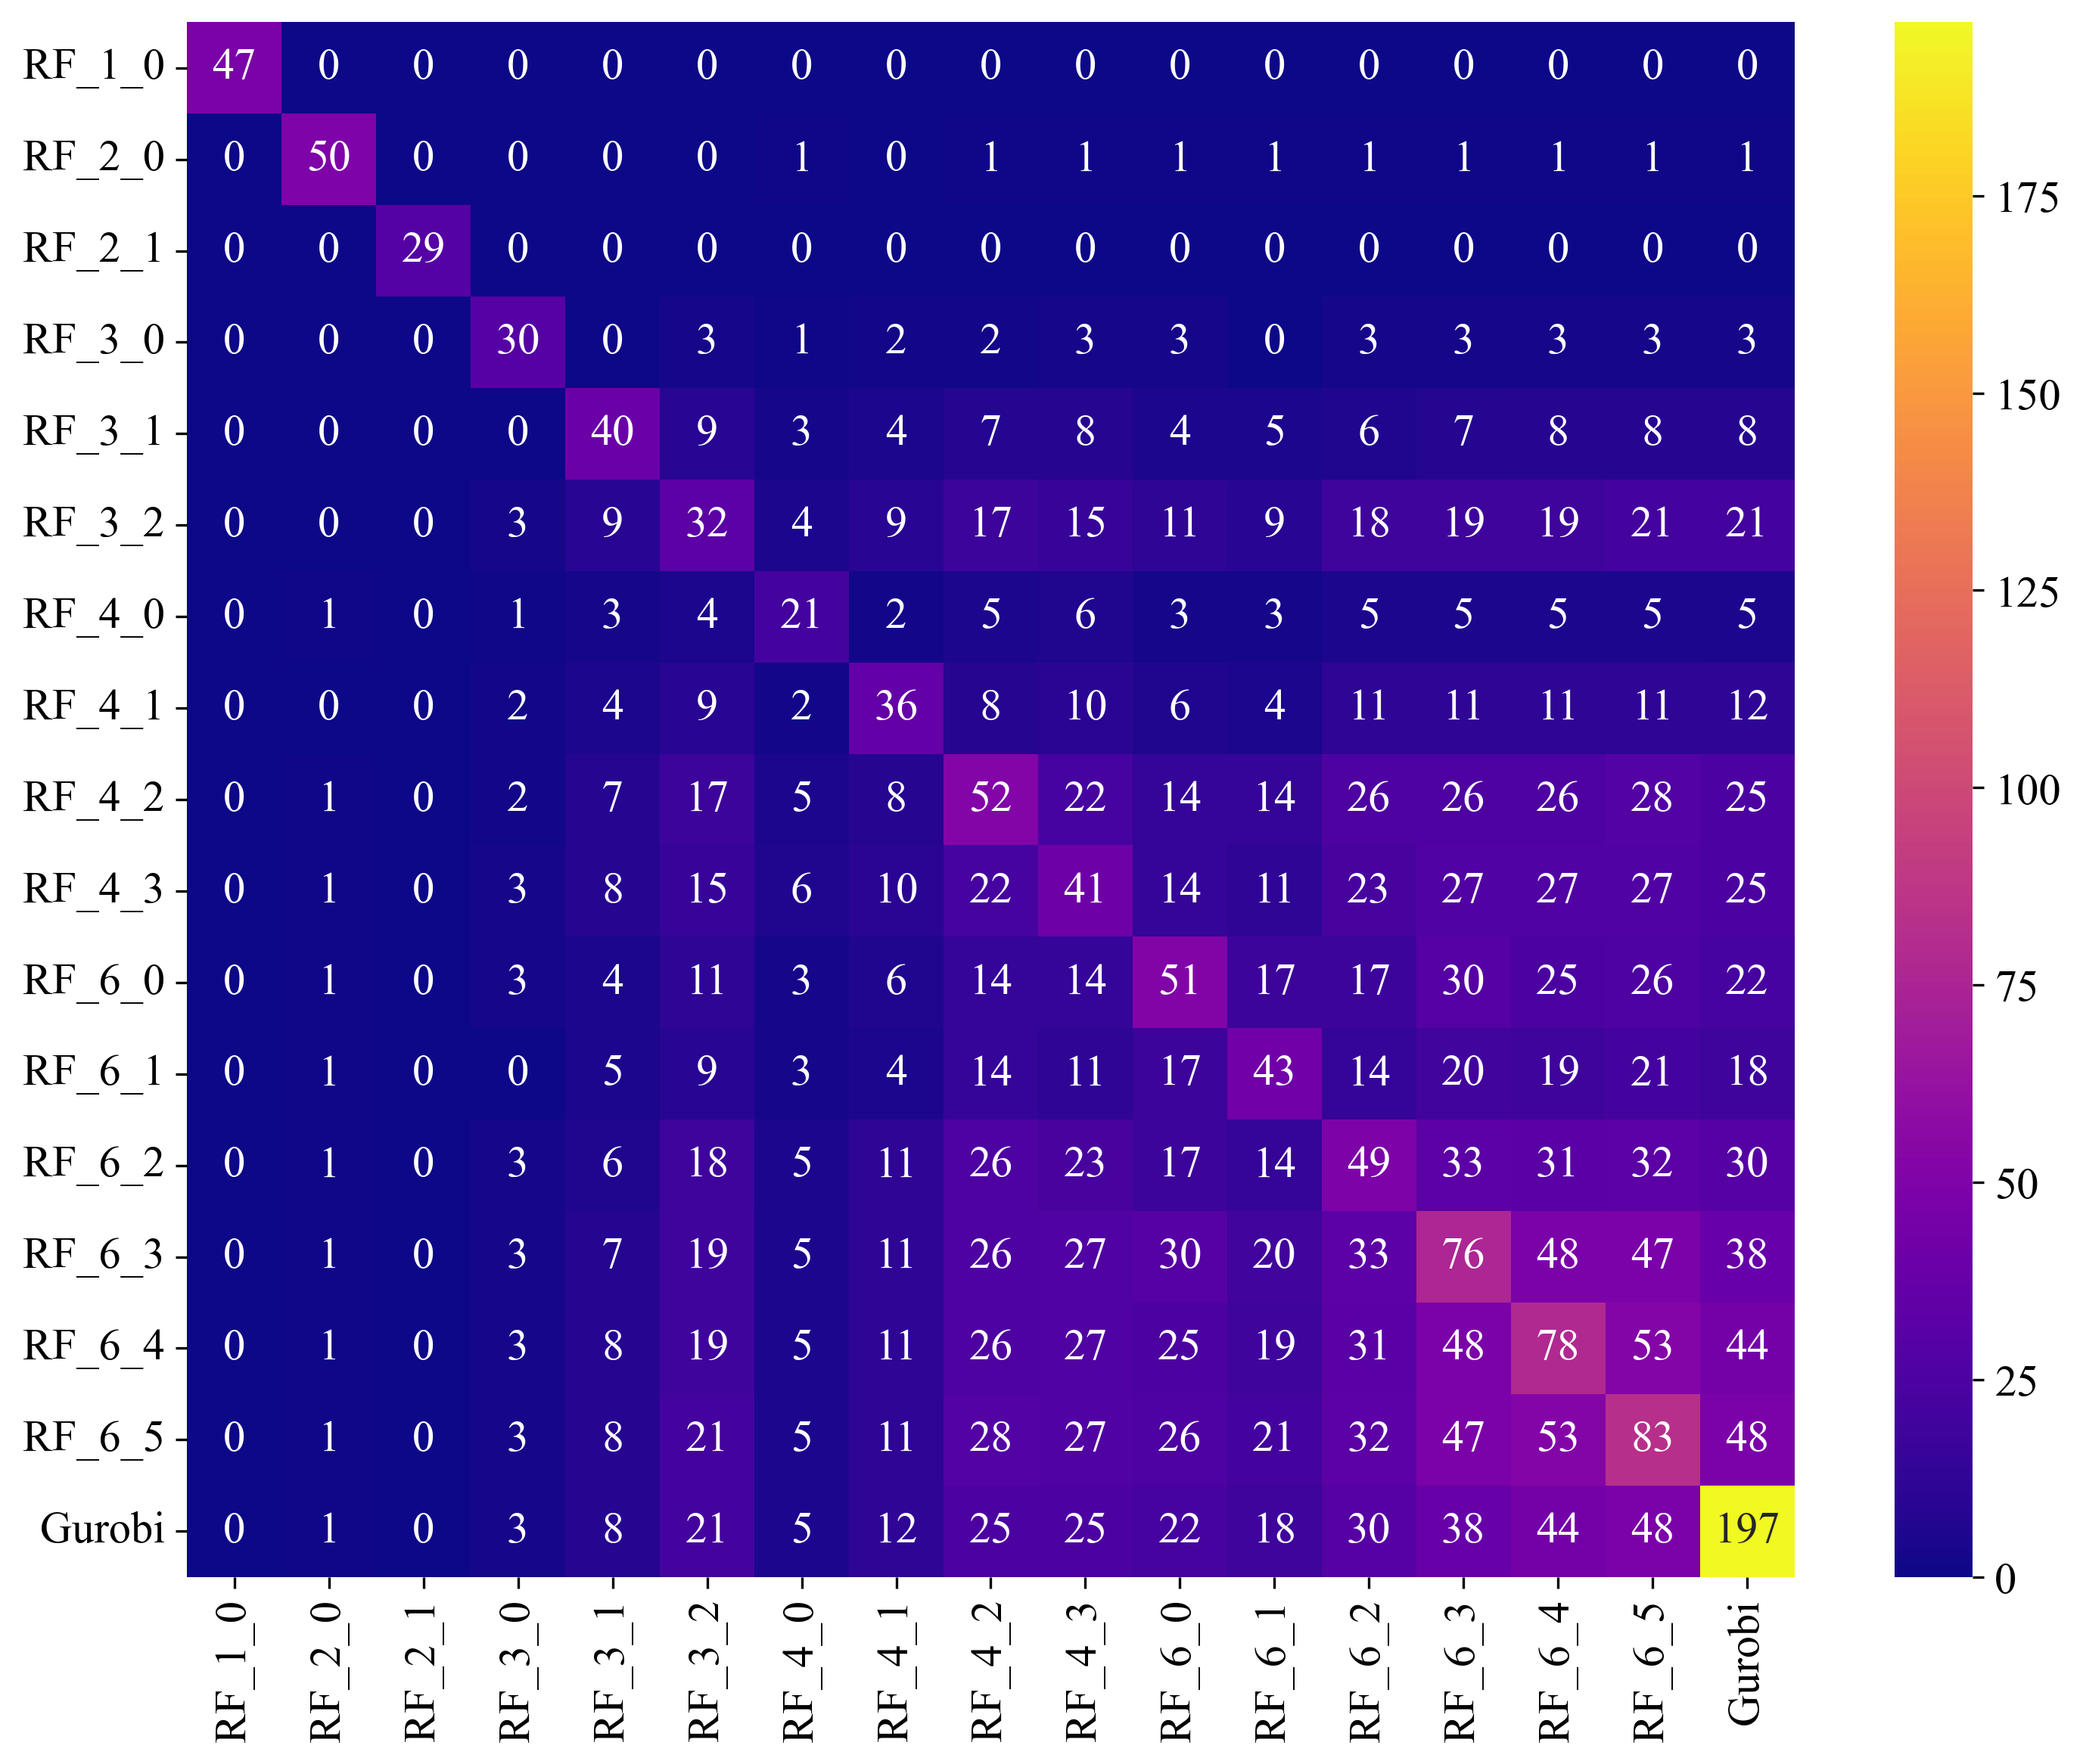 RF_1_0 47 0 0 0 0 0 0 0 0 0 0 0 0 0 0 0 0
RF_2_0 0 50 0 0 0 0 1 0 1 1 1 1 1 1 1 1 1
RF_2_1 0 0 29 0 0 0 0 0 0 0 0 0 0 0 0 0 0
RF_3_0 0 0 0 30 0 3 1 2 2 3 3 0 3 3 3 3 3
RF_3_1 0 0 0 0 40 9 3 4 7 8 4 5 6 7 8 8 8
RF_3_2 0 0 0 3 9 32 4 9 17 15 11 9 18 19 19 21 21
RF_4_0 0 1 0 1 3 4 21 2 5 6 3 3 5 5 5 5 5
RF_4_1 0 0 0 2 4 9 2 36 8 10 6 4 11 11 11 11 12
RF_4_2 0 1 0 2 7 17 5 8 52 22 14 14 26 26 26 28 25
RF_4_3 0 1 0 3 8 15 6 10 22 41 14 11 23 27 27 27 25
RF_6_0 0 1 0 3 4 11 3 6 14 14 51 17 17 30 25 26 22
RF_6_1 0 1 0 0 5 9 3 4 14 11 17 43 14 20 19 21 18
RF_6_2 0 1 0 3 6 18 5 11 26 23 17 14 49 33 31 32 30
RF_6_3 0 1 0 3 7 19 5 11 26 27 30 20 33 76 48 47 38
RF_6_4 0 1 0 3 8 19 5 11 26 27 25 19 31 48 78 53 44
RF_6_5 0 1 0 3 8 21 5 11 28 27 26 21 32 47 53 83 48
Gurobi 0 1 0 3 8 21 5 12 25 25 22 18 30 38 44 48 197
RF_1_0 RF_2_0 RF_2_1 RF_3_0 RF_3_1 RF_3_2 RF_4_0 RF_4_1 RF_4_2 RF_4_3 RF_6_0 RF_6_1 RF_6_2 RF_6_3 RF_6_4 RF_6_5 Gurobi
175
150
125
100
75
50
25
0